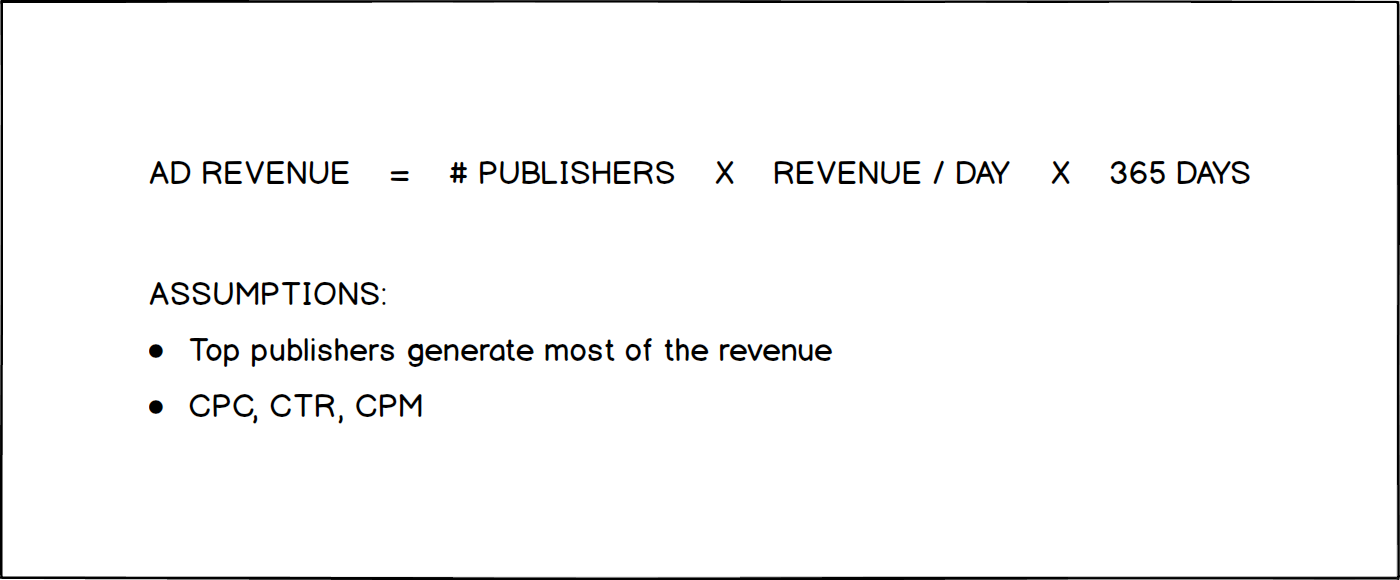 AD REVENUE = # PUBLISHERS X REVENUE / DAY X 365 DAYS
ASSUMPTIONS:
● Top publishers generate most of the revenue
● CPC, CTR, CPM